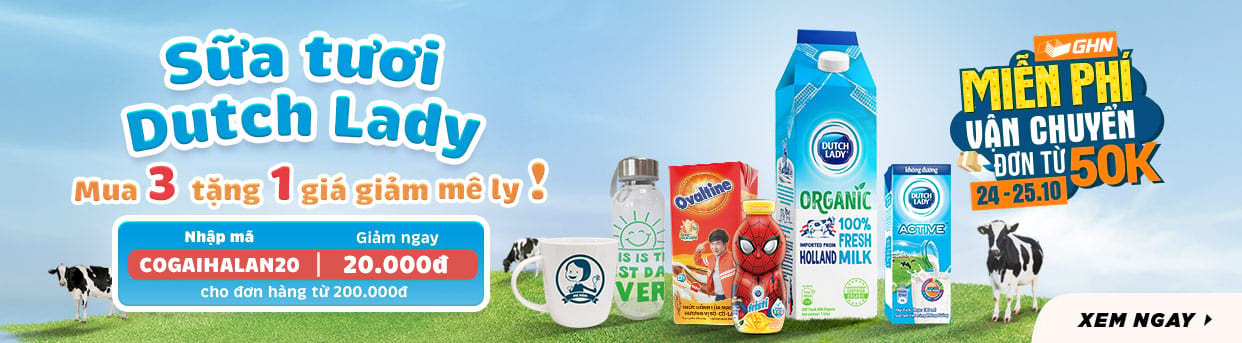 Sữa tươi
Dutch Lady
Mua 3 tặng 1 giá giảm mê ly !
Nhập mã
Giảm ngay
COGAIHALAN20
20.000đ
cho đơn hàng từ 200.000đ
Ovaltine
fristi
DUTCH
LADY
ORGANIC
IMPORTED FROM
HOLLAND
100%
FRESH
MILK
không đường
DUTCH
LADY
ACTIVE
GHN
MIỄN PHÍ
VẬN CHUYỂN
ĐƠN TỪ 50K
24 - 25.10
XEM NGAY